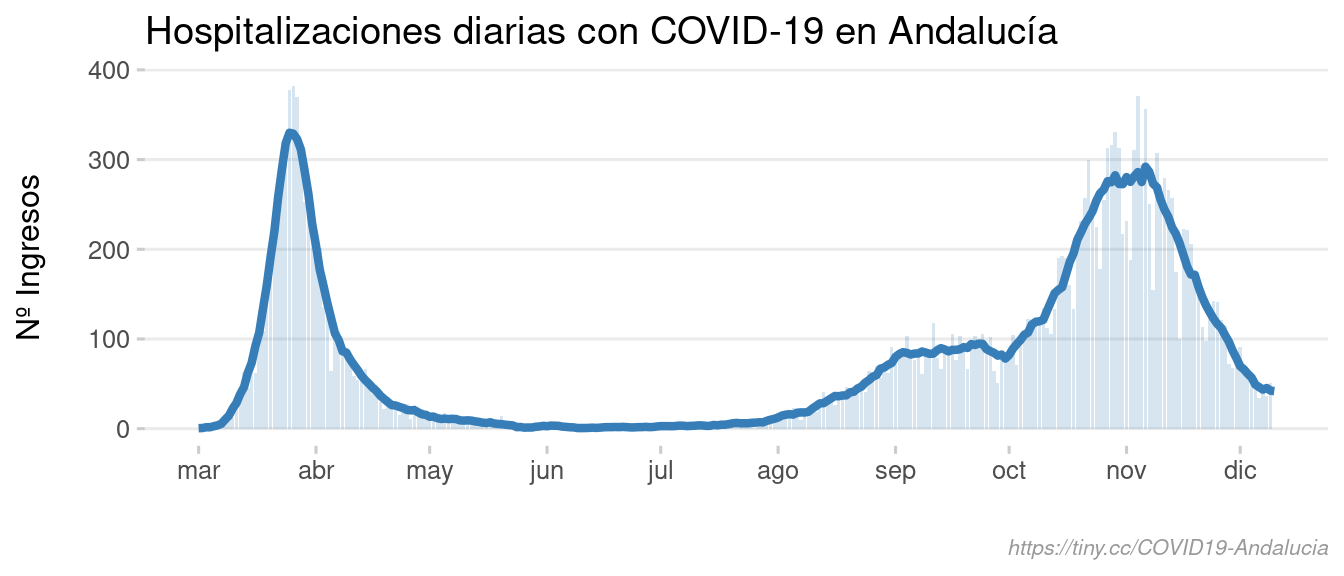 Hospitalizaciones diarias con COVID-19 en Andalucía
Nº Ingresos
400
300
200
100
0
mar abr may jun jul ago sep oct nov dic
https://tiny.cc/COVID19-Andalucia